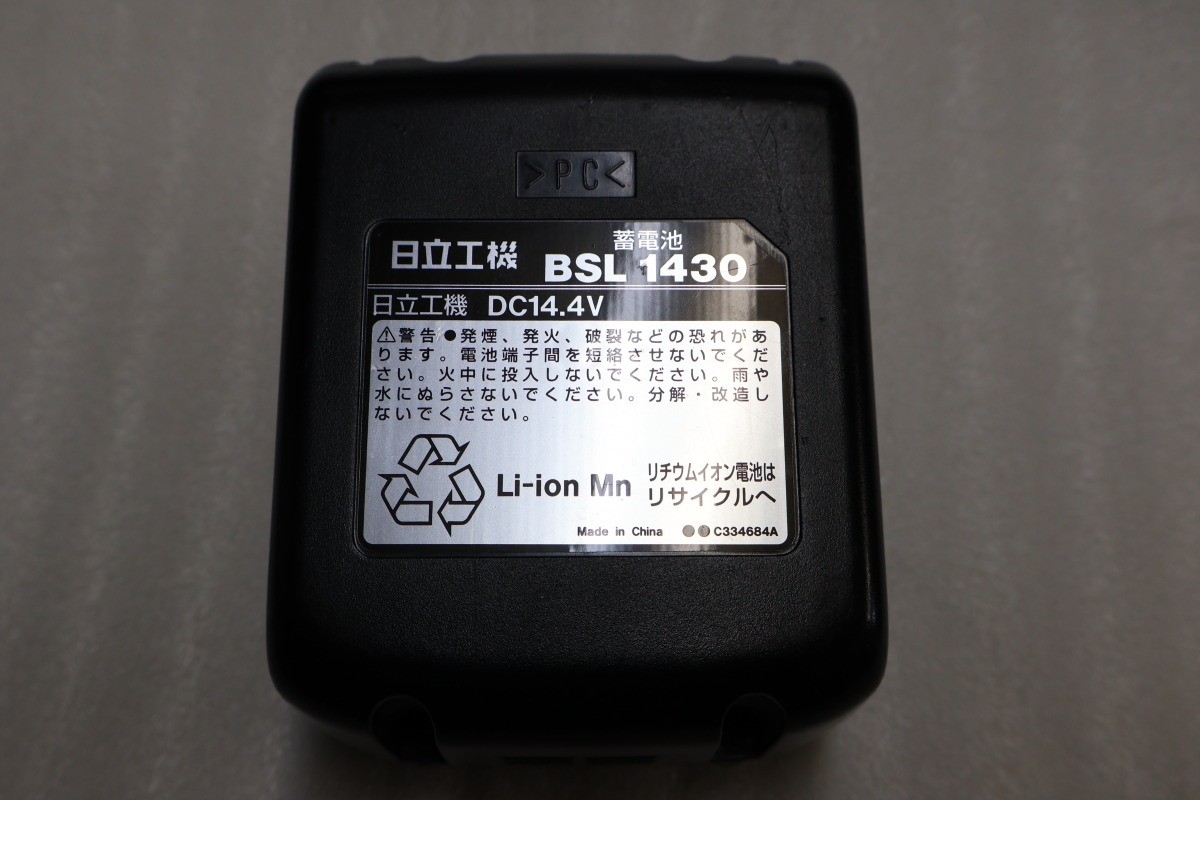 >PC<
日立工機 蓄電池
BSL 1430
日立工機 DC14.4V
⚠警告●発煙、発火、破裂などの恐れがあ
ります。電池端子間を短絡させないでくだ
さい。火中に投入しないでください。雨や
水にぬらさないでください。分解・改造し
ないでください。
Li-ion Mn リチウムイオン電池は
リサイクルへ
Made in China ●●C334684A